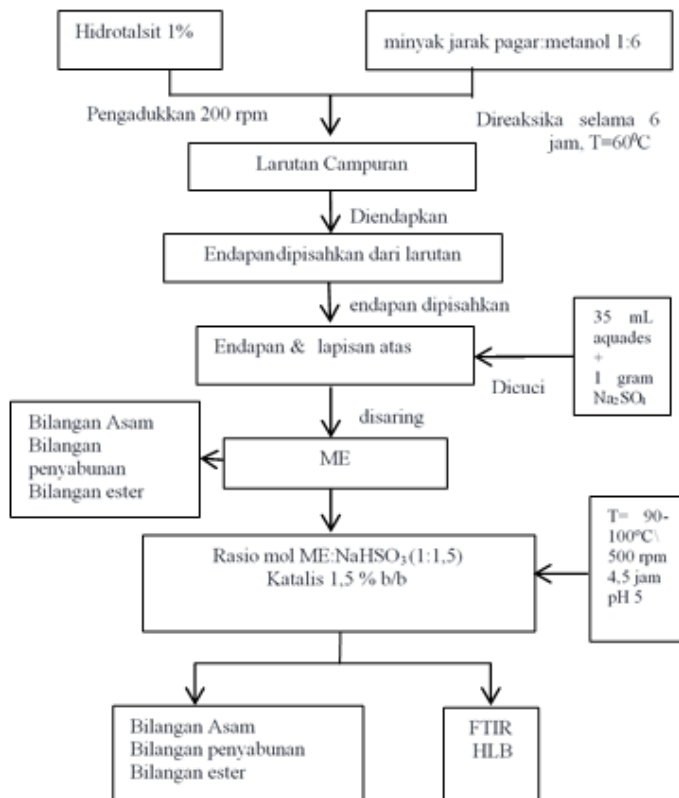 Hidrotalsit 1%
minyak jarak pagar:metanol 1:6
Pengadukkan 200 rpm
Direaksika selama 6
jam, T=60⁰C
Larutan Campuran
Diendapkan
Endapandipisahkan dari larutan
endapan dipisahkan
Endapan & lapisan atas
35 mL
aquades
+
1 gram
Na₂SO₄
Dicuci
disaring
Bilangan Asam
Bilangan
penyabunan
Bilangan ester
ME
Rasio mol ME:NaHSO₃ (1:1,5)
Katalis 1,5 % b/b
T= 90-
100°C\
500 rpm
4,5 jam
pH 5
Bilangan Asam
Bilangan penyabunan
Bilangan ester
FTIR
HLB